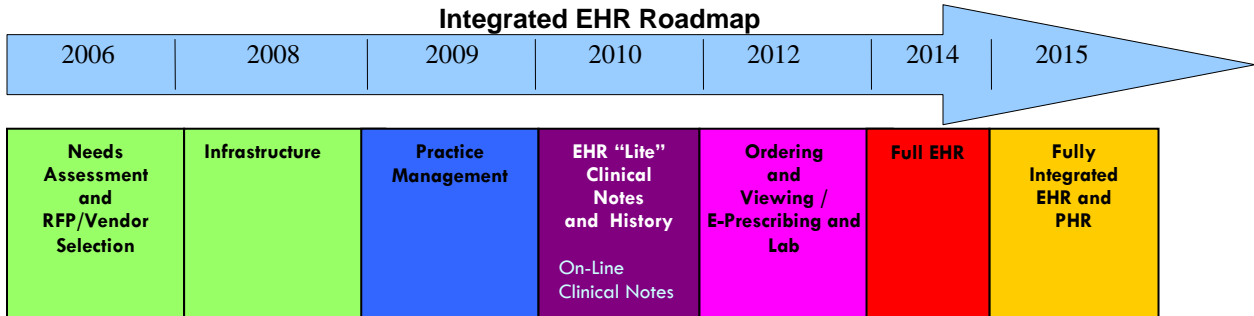 Integrated EHR Roadmap
2006 2008 2009 2010 2012 2014 2015
Needs
Assessment
and
RFP/Vendor
Selection
Infrastructure
Practice
Management
EHR “Lite”
Clinical
Notes
and History
On-Line
Clinical Notes
Ordering
and
Viewing /
E-Prescribing and
Lab
Full EHR
Fully
Integrated
EHR and
PHR